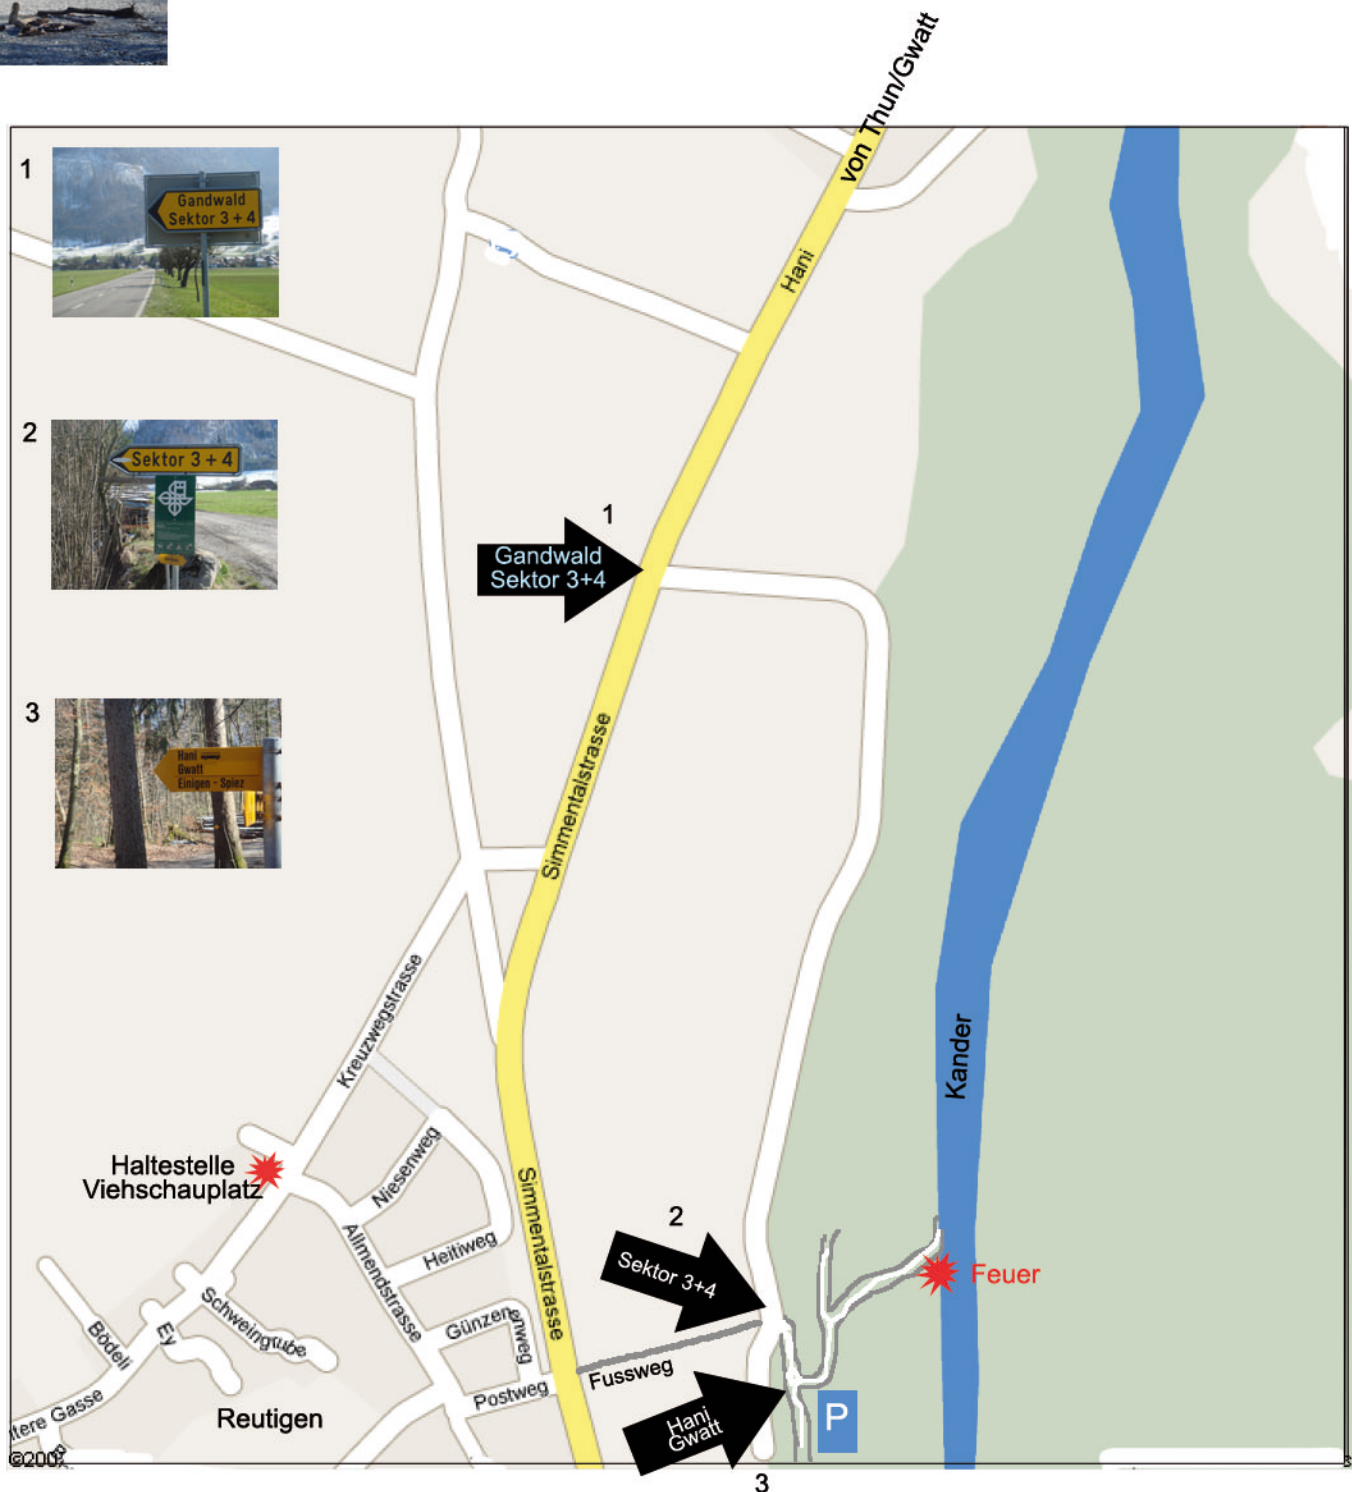 von Thun/Gwatt
1
Gandwald
Sektor 3 + 4
Hani
2
Sektor 3 + 4
1
Gandwald
Sektor 3+4
3
Hani
Gwatt
Einigen - Spiez
Simmentalstrasse
Kreuzwegstrasse
Kander
Haltestelle
Viehschauplatz
Niesenweg
Allmendstrasse
Heitiweg
Simmentalstrasse
2
Sektor 3+4
Feuer
Schweingrube
Bödeli
Ey
Günzenenweg
Fussweg
Postweg
Reutigen
Hani
Gwatt
P
tere Gasse
©200
3